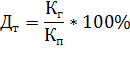 Дт = Кг / Кп * 100%